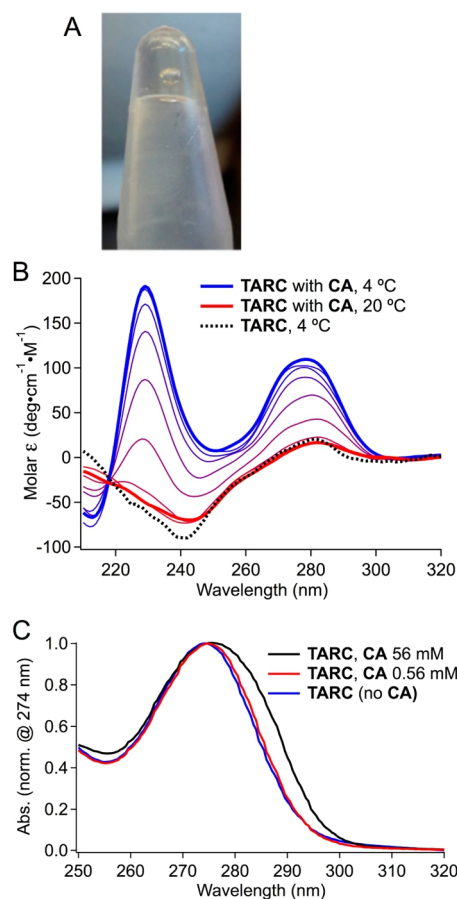 A
B
TARC with CA, 4 ºC
TARC with CA, 20 ºC
TARC, 4 ºC
200
150
100
50
0
-50
-100
Molar ε (deg•cm⁻¹•M⁻¹)
220
240
260
280
300
320
Wavelength (nm)
C
TARC, CA 56 mM
TARC, CA 0.56 mM
TARC (no CA)
1.0
0.8
0.6
0.4
0.2
0.0
Abs. (norm. @ 274 nm)
250
260
270
280
290
300
310
320
Wavelength (nm)